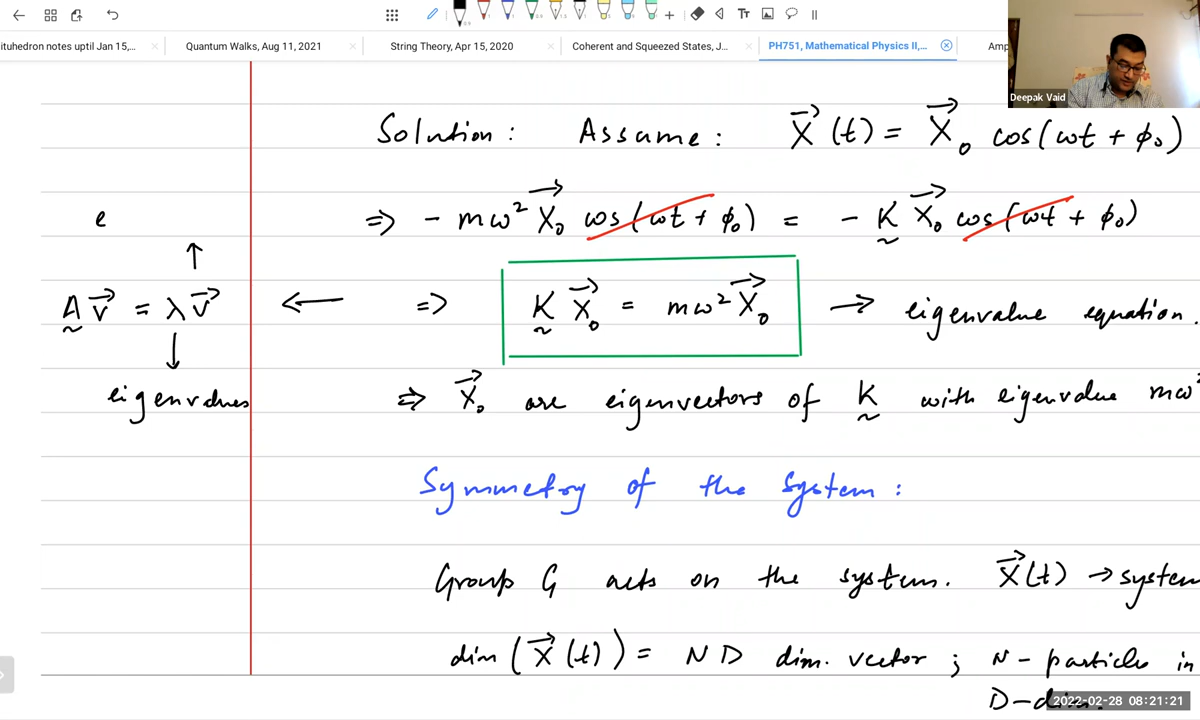 ituhedron notes uptil Jan 15,... Quantum Walks, Aug 11, 2021 String Theory, Apr 15, 2020 Coherent and Squeezed States, J... PH751, Mathematical Physics II,... Amp
Deepak Vaid
Solution : Assume : X⃗(t) = X⃗₀ cos(ωt + ϕ₀)
⇒ - mω² X⃗₀ cos(ωt + ϕ₀) = - K̰ X⃗₀ cos(ωt + ϕ₀)
e
↑
A̰ v⃗ = λ v⃗ ← ⇒ K̰ X⃗₀ = mω² X⃗₀ → eigenvalue equation.
↓
eigenvalues ⇒ X⃗₀ are eigenvectors of K̰ with eigenvalue mω²
Symmetry of the System :
Group G acts on the system. X⃗(t) → system
dim (X⃗(t)) = ND dim. vector ; N - particle in
D-dim.
2022-02-28 08:21:21